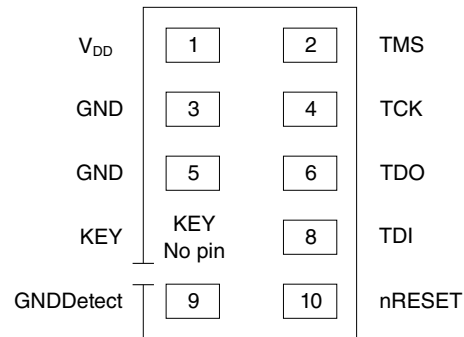 VDD 1 2 TMS
GND 3 4 TCK
GND 5 6 TDO
KEY KEY No pin 8 TDI
GNDDetect 9 10 nRESET